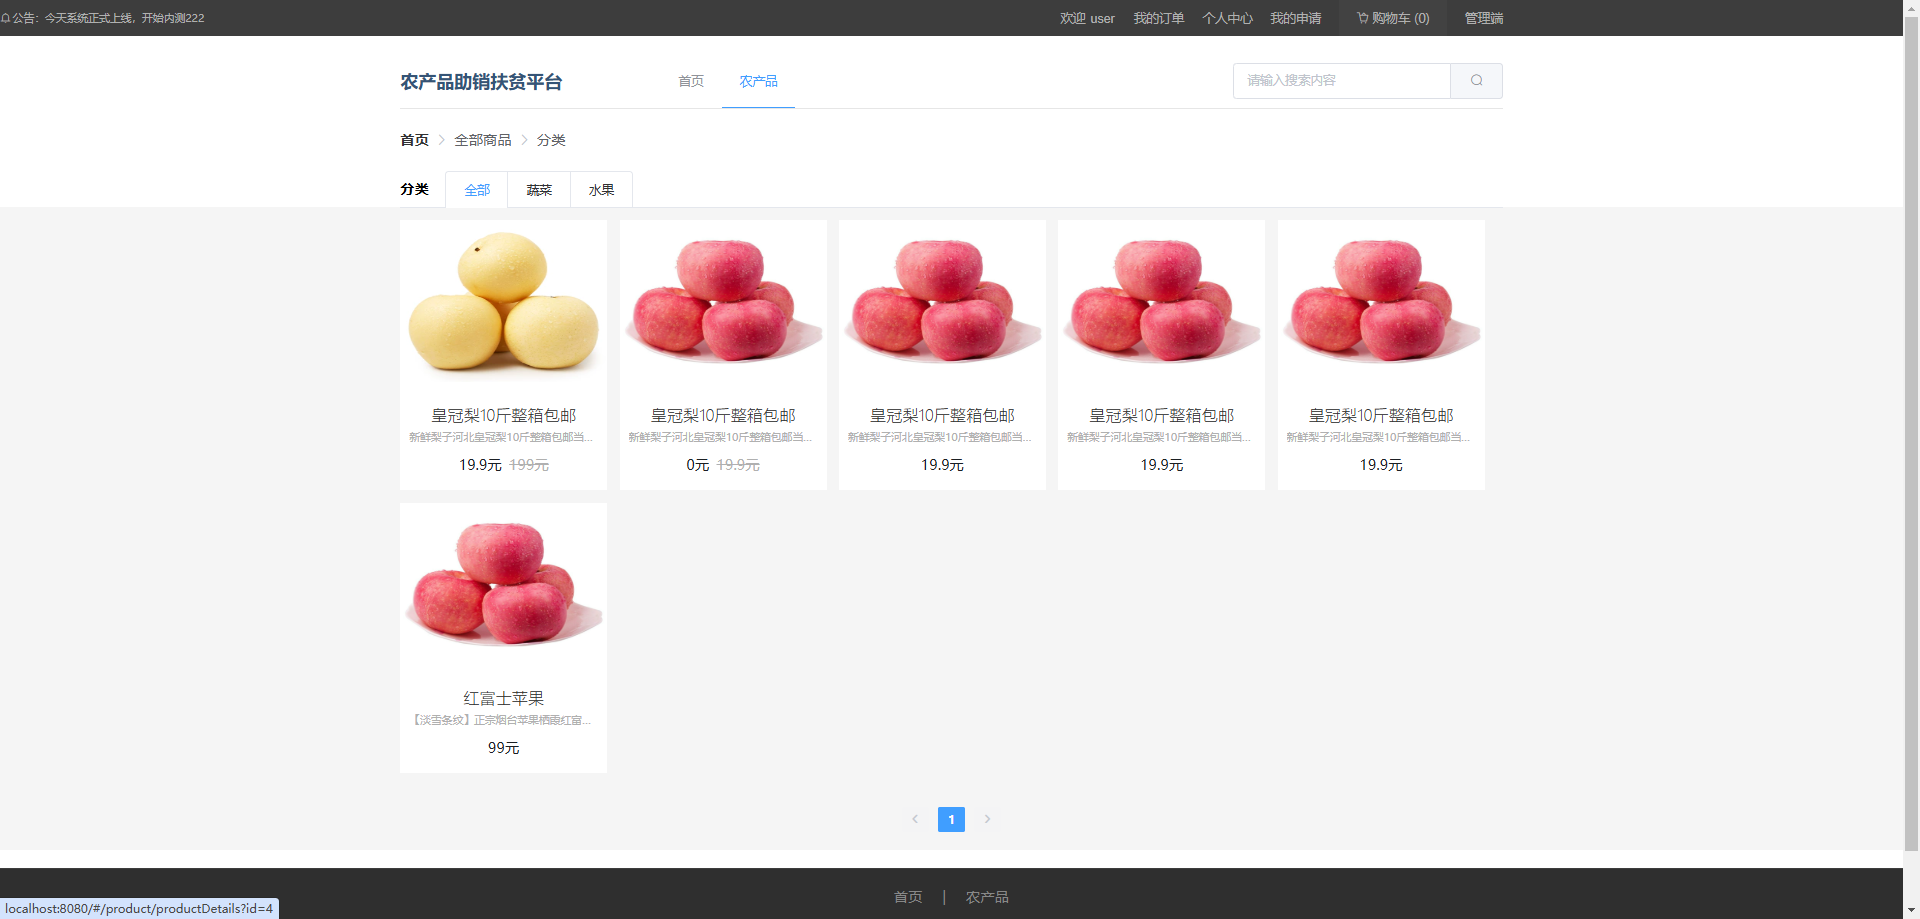 公告：今天系统正式上线，开始内测222
欢迎 user 我的订单 个人中心 我的申请 购物车 (0) 管理端
农产品助销扶贫平台 首页 农产品 请输入搜索内容
首页 全部商品 分类
分类 全部 蔬菜 水果
皇冠梨10斤整箱包邮
新鲜梨子河北皇冠梨10斤整箱包邮当...
19.9元 199元
皇冠梨10斤整箱包邮
新鲜梨子河北皇冠梨10斤整箱包邮当...
0元 19.9元
皇冠梨10斤整箱包邮
新鲜梨子河北皇冠梨10斤整箱包邮当...
19.9元
皇冠梨10斤整箱包邮
新鲜梨子河北皇冠梨10斤整箱包邮当...
19.9元
皇冠梨10斤整箱包邮
新鲜梨子河北皇冠梨10斤整箱包邮当...
19.9元
红富士苹果
【淡雪条纹】正宗烟台苹果栖霞红富...
99元
1
首页 | 农产品
localhost:8080/#/product/productDetails?id=4